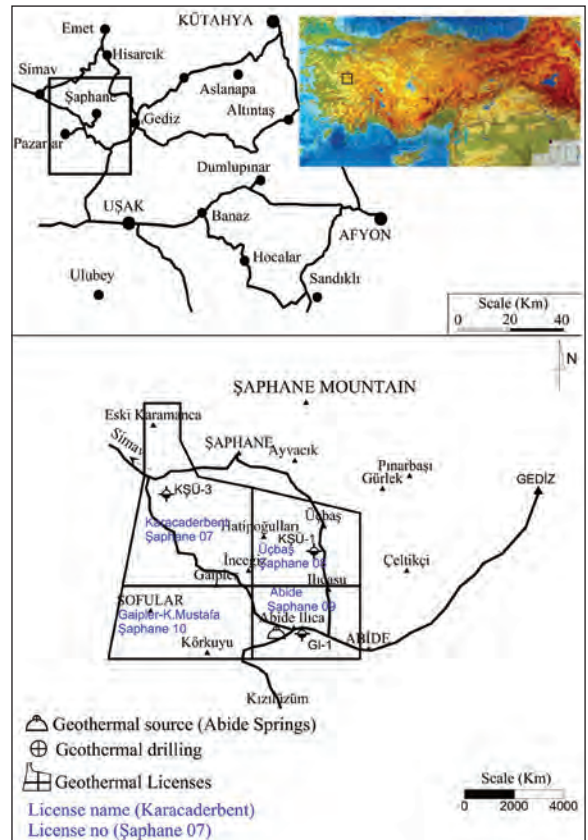 KÜTAHYA
Emet
Hisarcık
Simav
Aslanapa
Şaphane
Gediz
Altıntaş
Pazarlar
Dumlupınar
UŞAK
Banaz
AFYON
Hocalar
Ulubey
Sandıklı
Scale (Km)
0 20 40
N
ŞAPHANE MOUNTAIN
Eski Karamanca
Simav
ŞAPHANE
Ayvacık
Pınarbaşı
Gürlek
GEDİZ
KŞÜ-3
Karacaderbent
Şaphane 07
Üçbaş
Hatipoğulları
KŞÜ-1
Üçbaş
Şaphane 08
İnceğiz
Gaipler
Ilıcasu
Çeltikçi
Abide
Şaphane 09
SOFULAR
Gaipler-K.Mustafa
Şaphane 10
Abide Ilıca
GI-1
ABİDE
Körkuyu
Kızılüzüm
Geothermal source (Abide Springs)
Geothermal drilling
Geothermal Licenses
License name (Karacaderbent)
License no (Şaphane 07)
Scale (Km)
0 2000 4000